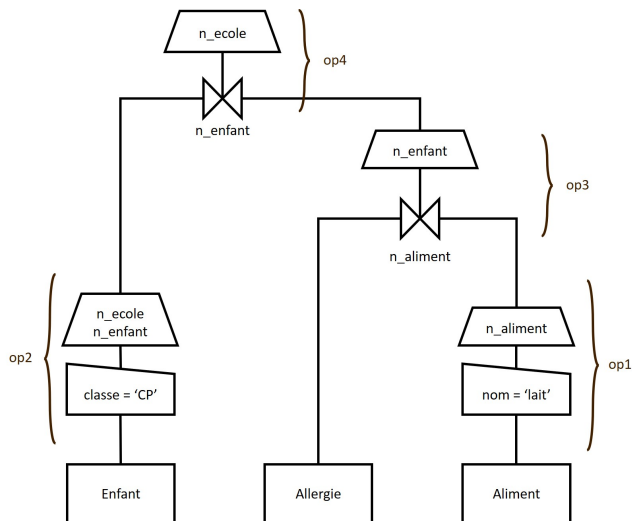 n_ecole
op4
n_enfant
n_enfant
op3
n_aliment
n_ecole
n_enfant
n_aliment
op2
classe = ‘CP’
nom = ‘lait’
op1
Enfant
Allergie
Aliment